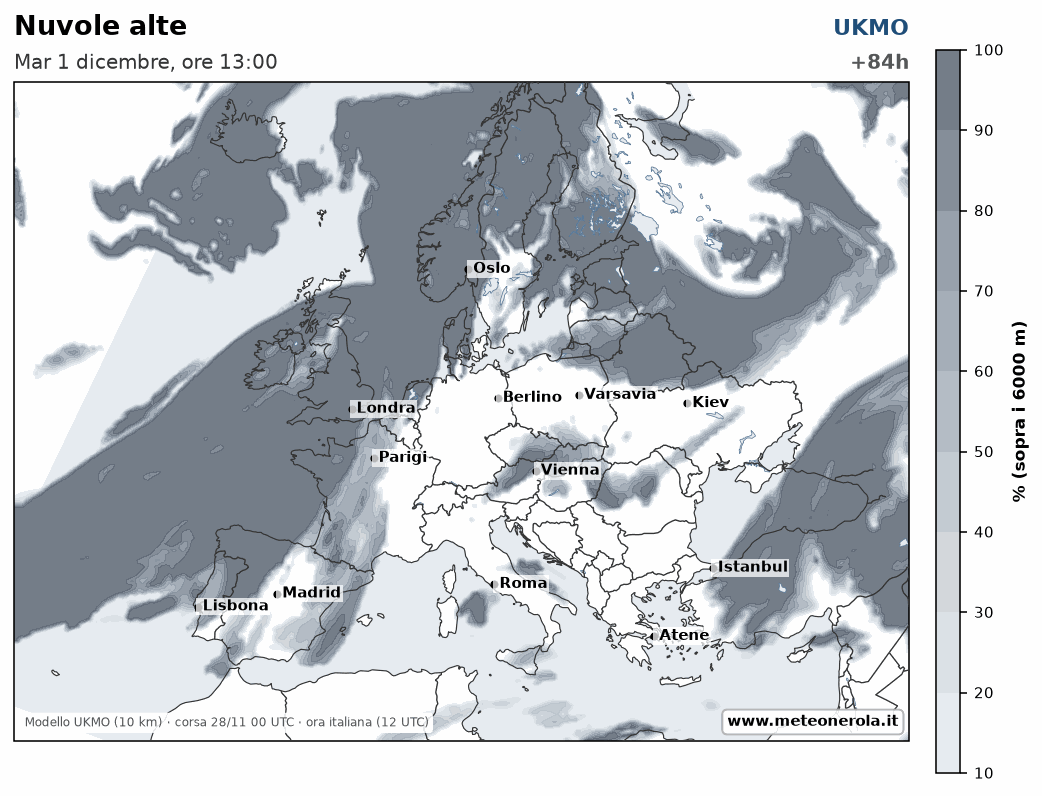 Nuvole alte
UKMO
Mar 1 dicembre, ore 13:00
+84h
100
90
80
70
60
50
40
30
20
10
% (sopra i 6000 m)
Oslo
Londra
Berlino
Varsavia
Kiev
Parigi
Vienna
Istanbul
Roma
Madrid
Lisbona
Atene
Modello UKMO (10 km) · corsa 28/11 00 UTC · ora italiana (12 UTC)
www.meteonerola.it